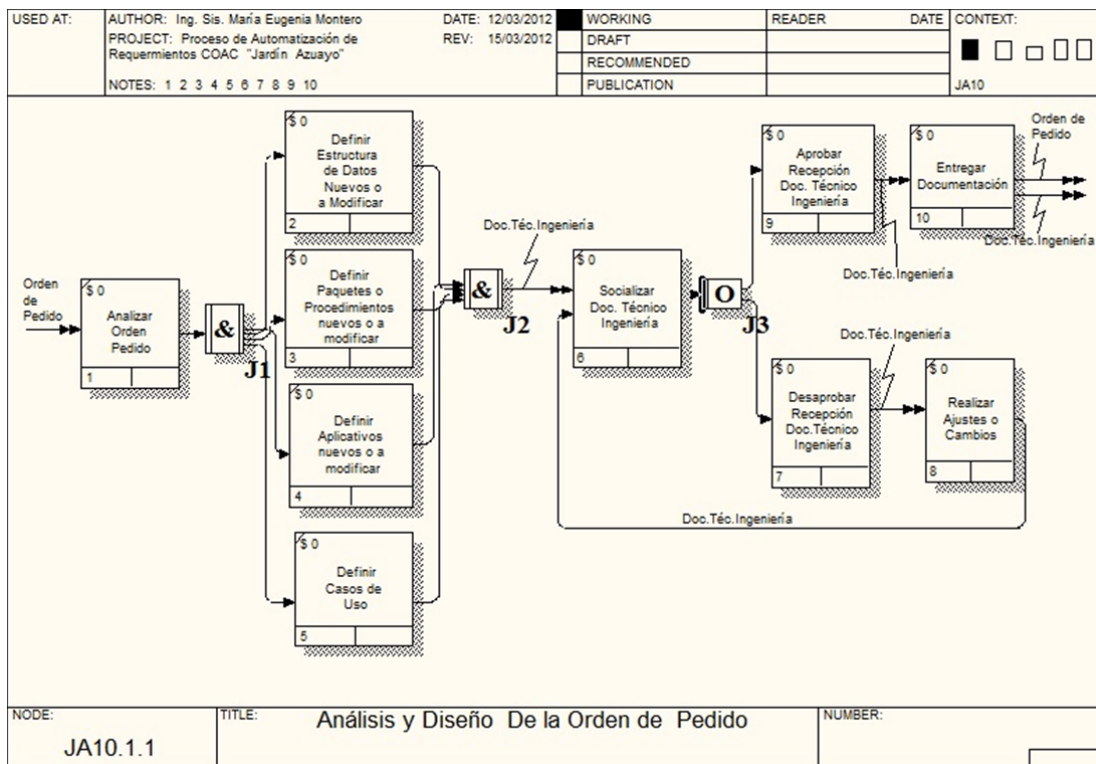 USED AT:
AUTHOR: Ing. Sis. María Eugenia Montero
DATE: 12/03/2012
PROJECT: Proceso de Automatización de
Requermientos COAC "Jardín Azuayo"
REV: 15/03/2012
NOTES: 1 2 3 4 5 6 7 8 9 10
WORKING
DRAFT
RECOMMENDED
PUBLICATION
READER
DATE
CONTEXT:
JA10
Orden
de
Pedido
$ 0
Analizar
Orden
Pedido
1
&
J1
$ 0
Definir
Estructura
de Datos
Nuevos o
a Modificar
2
$ 0
Definir
Paquetes o
Procedimientos
nuevos o a
modificar
3
$ 0
Definir
Aplicativos
nuevos o a
modificar
4
$ 0
Definir
Casos de
Uso
5
&
J2
Doc.Téc.Ingeniería
$ 0
Socializar
Doc. Técnico
Ingeniería
6
O
J3
$ 0
Aprobar
Recepción
Doc. Técnico
Ingeniería
9
Doc.Téc.Ingeniería
$ 0
Entregar
Documentación
10
Orden de
Pedido
Doc.Téc.Ingeniería
$ 0
Desaprobar
Recepción
Doc.Técnico
Ingeniería
7
Doc.Téc.Ingeniería
$ 0
Realizar
Ajustes o
Cambios
8
Doc.Téc.Ingeniería
NODE:
JA10.1.1
TITLE:
Análisis y Diseño De la Orden de Pedido
NUMBER: